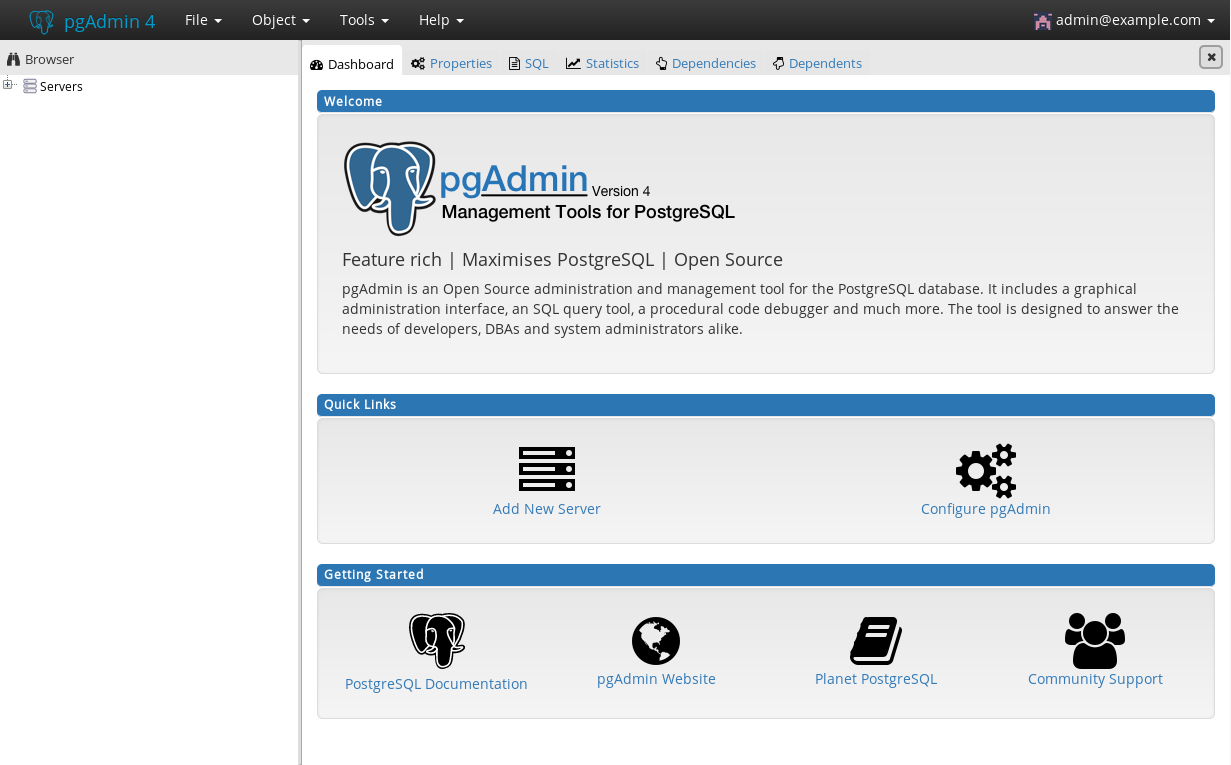 pgAdmin 4 File Object Tools Help admin@example.com
Browser
Dashboard Properties SQL Statistics Dependencies Dependents
Servers
Welcome
pgAdmin Version 4
Management Tools for PostgreSQL
Feature rich | Maximises PostgreSQL | Open Source
pgAdmin is an Open Source administration and management tool for the PostgreSQL database. It includes a graphical
administration interface, an SQL query tool, a procedural code debugger and much more. The tool is designed to answer the
needs of developers, DBAs and system administrators alike.
Quick Links
Add New Server Configure pgAdmin
Getting Started
PostgreSQL Documentation pgAdmin Website Planet PostgreSQL Community Support